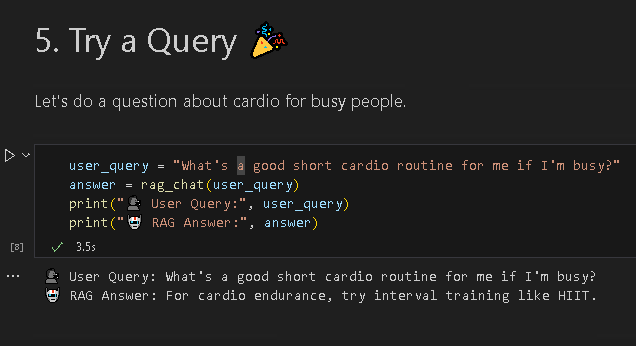 5. Try a Query 🎉
Let's do a question about cardio for busy people.
user_query = "What's a good short cardio routine for me if I'm busy?"
answer = rag_chat(user_query)
print("👤 User Query:", user_query)
print("🤖 RAG Answer:", answer)
[8]
3.5s
👤 User Query: What's a good short cardio routine for me if I'm busy?
🤖 RAG Answer: For cardio endurance, try interval training like HIIT.